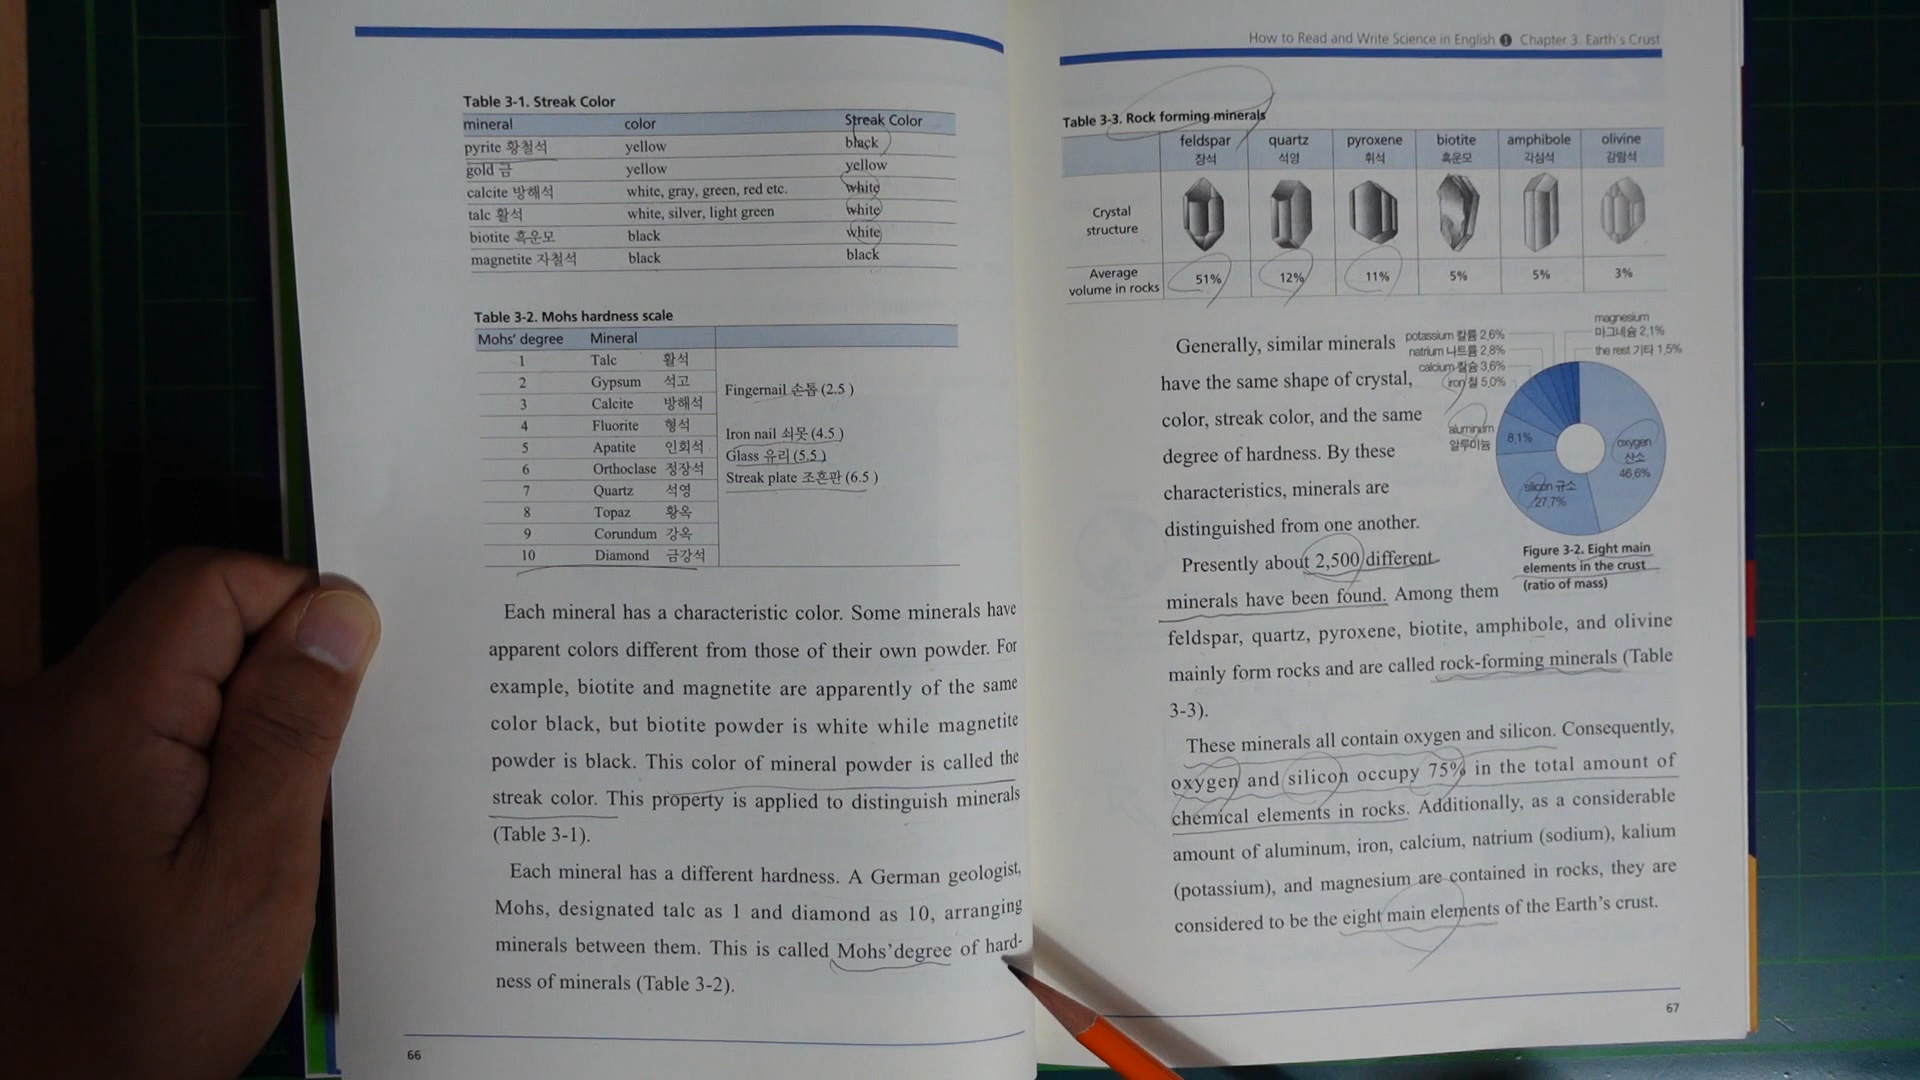 Table 3-1. Streak Color
mineral color Streak Color
pyrite 황철석 yellow black
gold 금 yellow yellow
calcite 방해석 white, gray, green, red etc. white
talc 활석 white, silver, light green white
biotite 흑운모 black white
magnetite 자철석 black black
Table 3-2. Mohs hardness scale
Mohs' degree Mineral
1 Talc 활석
2 Gypsum 석고
Fingernail 손톱 (2.5 )
3 Calcite 방해석
4 Fluorite 형석
Iron nail 쇠못 (4.5 )
5 Apatite 인회석
Glass 유리 (5.5 )
6 Orthoclase 정장석
Streak plate 조흔판 (6.5 )
7 Quartz 석영
8 Topaz 황옥
9 Corundum 강옥
10 Diamond 금강석
Each mineral has a characteristic color. Some minerals have
apparent colors different from those of their own powder. For
example, biotite and magnetite are apparently of the same
color black, but biotite powder is white while magnetite
powder is black. This color of mineral powder is called the
streak color. This property is applied to distinguish minerals
(Table 3-1).
Each mineral has a different hardness. A German geologist,
Mohs, designated talc as 1 and diamond as 10, arranging
minerals between them. This is called Mohs'degree of hard-
ness of minerals (Table 3-2).
66
How to Read and Write Science in English 1 Chapter 3. Earth's Crust
Table 3-3. Rock forming minerals
feldspar quartz pyroxene biotite amphibole olivine
장석 석영 휘석 흑운모 각섬석 감람석
Crystal
structure
Average
volume in rocks 51% 12% 11% 5% 5% 3%
Generally, similar minerals
have the same shape of crystal,
color, streak color, and the same
degree of hardness. By these
characteristics, minerals are
distinguished from one another.
magnesium
마그네슘 2,1%
the rest 기타 1,5%
potassium 칼륨 2,6%
natrium 나트륨 2,8%
calcium 칼슘 3,6%
iron 철 5,0%
aluminum
알루미늄
8,1%
oxygen
산소
46,6%
silicon 규소
27,7%
Figure 3-2. Eight main
elements in the crust
(ratio of mass)
Presently about 2,500 different
minerals have been found. Among them
feldspar, quartz, pyroxene, biotite, amphibole, and olivine
mainly form rocks and are called rock-forming minerals (Table
3-3).
These minerals all contain oxygen and silicon. Consequently,
oxygen and silicon occupy 75% in the total amount of
chemical elements in rocks. Additionally, as a considerable
amount of aluminum, iron, calcium, natrium (sodium), kalium
(potassium), and magnesium are contained in rocks, they are
considered to be the eight main elements of the Earth's crust.
67